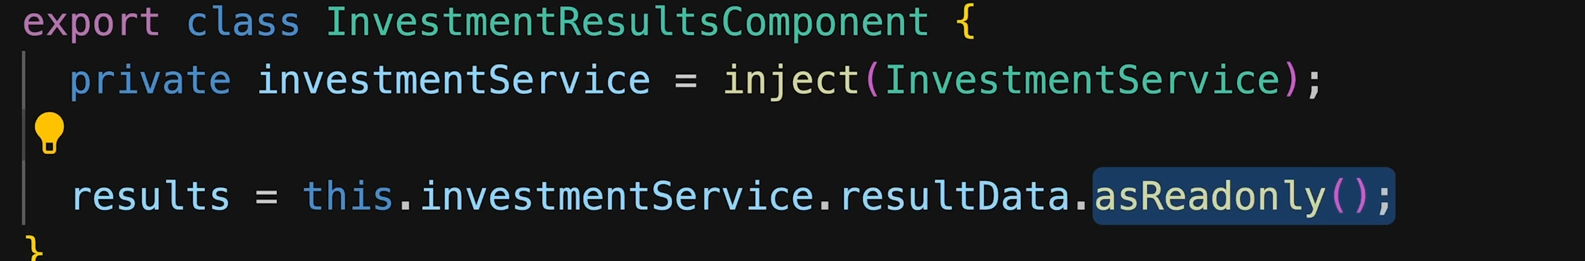 export class InvestmentResultsComponent {
private investmentService = inject(InvestmentService);
results = this.investmentService.resultData.asReadonly();
}